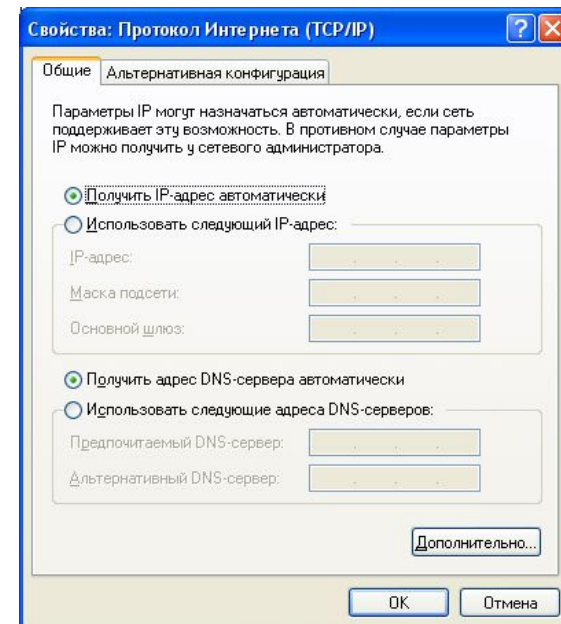 Свойства: Протокол Интернета (TCP/IP)
Общие Альтернативная конфигурация
Параметры IP могут назначаться автоматически, если сеть
поддерживает эту возможность. В противном случае параметры
IP можно получить у сетевого администратора.
Получить IP-адрес автоматически
Использовать следующий IP-адрес:
IP-адрес:
Маска подсети:
Основной шлюз:
Получить адрес DNS-сервера автоматически
Использовать следующие адреса DNS-серверов:
Предпочитаемый DNS-сервер:
Альтернативный DNS-сервер:
Дополнительно...
ОК Отмена